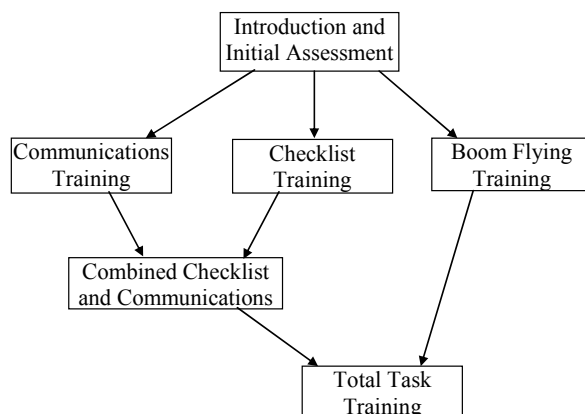 Introduction and
Initial Assessment
Communications
Training
Checklist
Training
Boom Flying
Training
Combined Checklist
and Communications
Total Task
Training